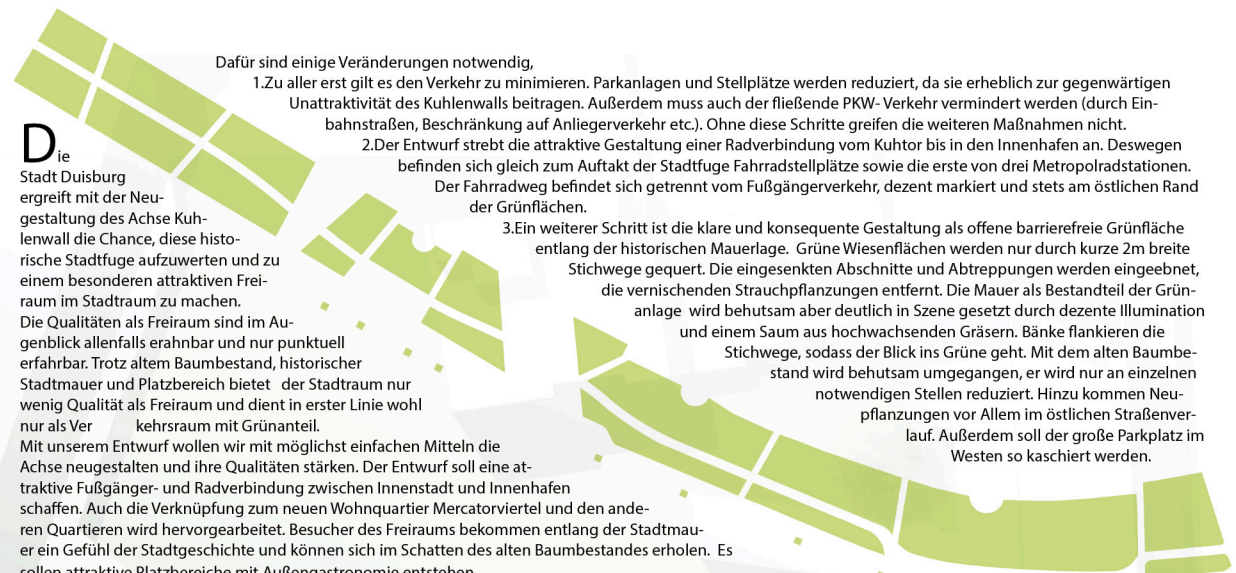 Die
Stadt Duisburg
ergreift mit der Neu-
gestaltung des Achse Kuh-
lenwall die Chance, diese histo-
rische Stadtfuge aufzuwerten und zu
einem besonderen attraktiven Frei-
raum im Stadtraum zu machen.
Die Qualitäten als Freiraum sind im Au-
genblick allenfalls erahnbar und nur punktuell
erfahrbar. Trotz altem Baumbestand, historischer
Stadtmauer und Platzbereich bietet der Stadtraum nur
wenig Qualität als Freiraum und dient in erster Linie wohl
nur als Ver kehrsraum mit Grünanteil.
Mit unserem Entwurf wollen wir mit möglichst einfachen Mitteln die
Achse neugestalten und ihre Qualitäten stärken. Der Entwurf soll eine at-
traktive Fußgänger- und Radverbindung zwischen Innenstadt und Innenhafen
schaffen. Auch die Verknüpfung zum neuen Wohnquartier Mercatorviertel und den ande-
ren Quartieren wird hervorgearbeitet. Besucher des Freiraums bekommen entlang der Stadtmau-
er ein Gefühl der Stadtgeschichte und können sich im Schatten des alten Baumbestandes erholen. Es
sollen attraktive Platzbereiche mit Außengastronomie entstehen.
Dafür sind einige Veränderungen notwendig,
1.Zu aller erst gilt es den Verkehr zu minimieren. Parkanlagen und Stellplätze werden reduziert, da sie erheblich zur gegenwärtigen
Unattraktivität des Kuhlenwalls beitragen. Außerdem muss auch der fließende PKW- Verkehr vermindert werden (durch Ein-
bahnstraßen, Beschränkung auf Anliegerverkehr etc.). Ohne diese Schritte greifen die weiteren Maßnahmen nicht.
2.Der Entwurf strebt die attraktive Gestaltung einer Radverbindung vom Kuhtor bis in den Innenhafen an. Deswegen
befinden sich gleich zum Auftakt der Stadtfuge Fahrradstellplätze sowie die erste von drei Metropolradstationen.
Der Fahrradweg befindet sich getrennt vom Fußgängerverkehr, dezent markiert und stets am östlichen Rand
der Grünflächen.
3.Ein weiterer Schritt ist die klare und konsequente Gestaltung als offene barrierefreie Grünfläche
entlang der historischen Mauerlage. Grüne Wiesenflächen werden nur durch kurze 2m breite
Stichwege gequert. Die eingesenkten Abschnitte und Abtreppungen werden eingeebnet,
die vernischenden Strauchpflanzungen entfernt. Die Mauer als Bestandteil der Grün-
anlage wird behutsam aber deutlich in Szene gesetzt durch dezente Illumination
und einem Saum aus hochwachsenden Gräsern. Bänke flankieren die
Stichwege, sodass der Blick ins Grüne geht. Mit dem alten Baumbe-
stand wird behutsam umgegangen, er wird nur an einzelnen
notwendigen Stellen reduziert. Hinzu kommen Neu-
pflanzungen vor Allem im östlichen Straßenver-
lauf. Außerdem soll der große Parkplatz im
Westen so kaschiert werden.